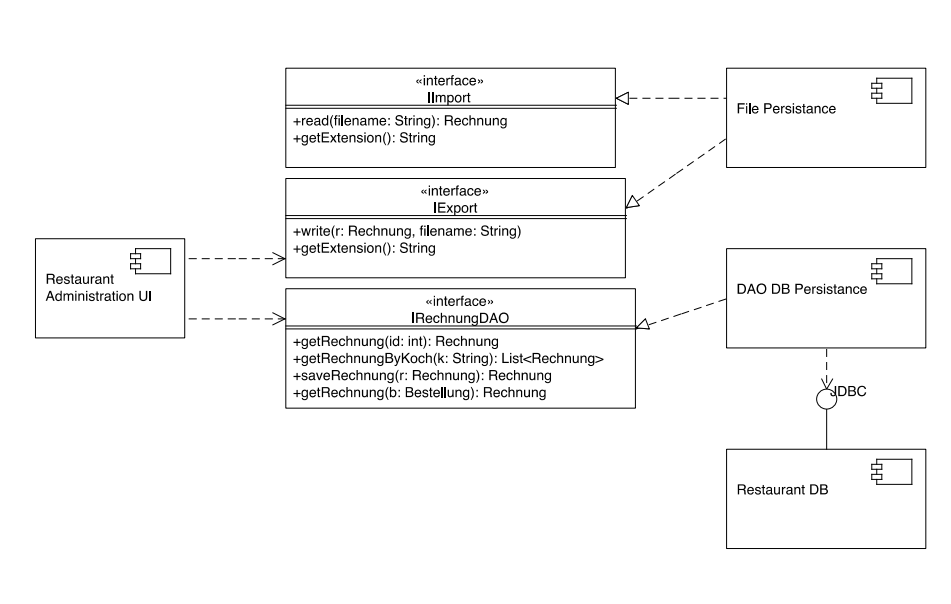 «interface»
IImport
+read(filename: String): Rechnung
+getExtension(): String
File Persistance
«interface»
IExport
+write(r: Rechnung, filename: String)
+getExtension(): String
Restaurant
Administration UI
«interface»
IRechnungDAO
+getRechnung(id: int): Rechnung
+getRechnungByKoch(k: String): List<Rechnung>
+saveRechnung(r: Rechnung): Rechnung
+getRechnung(b: Bestellung): Rechnung
DAO DB Persistance
JDBC
Restaurant DB